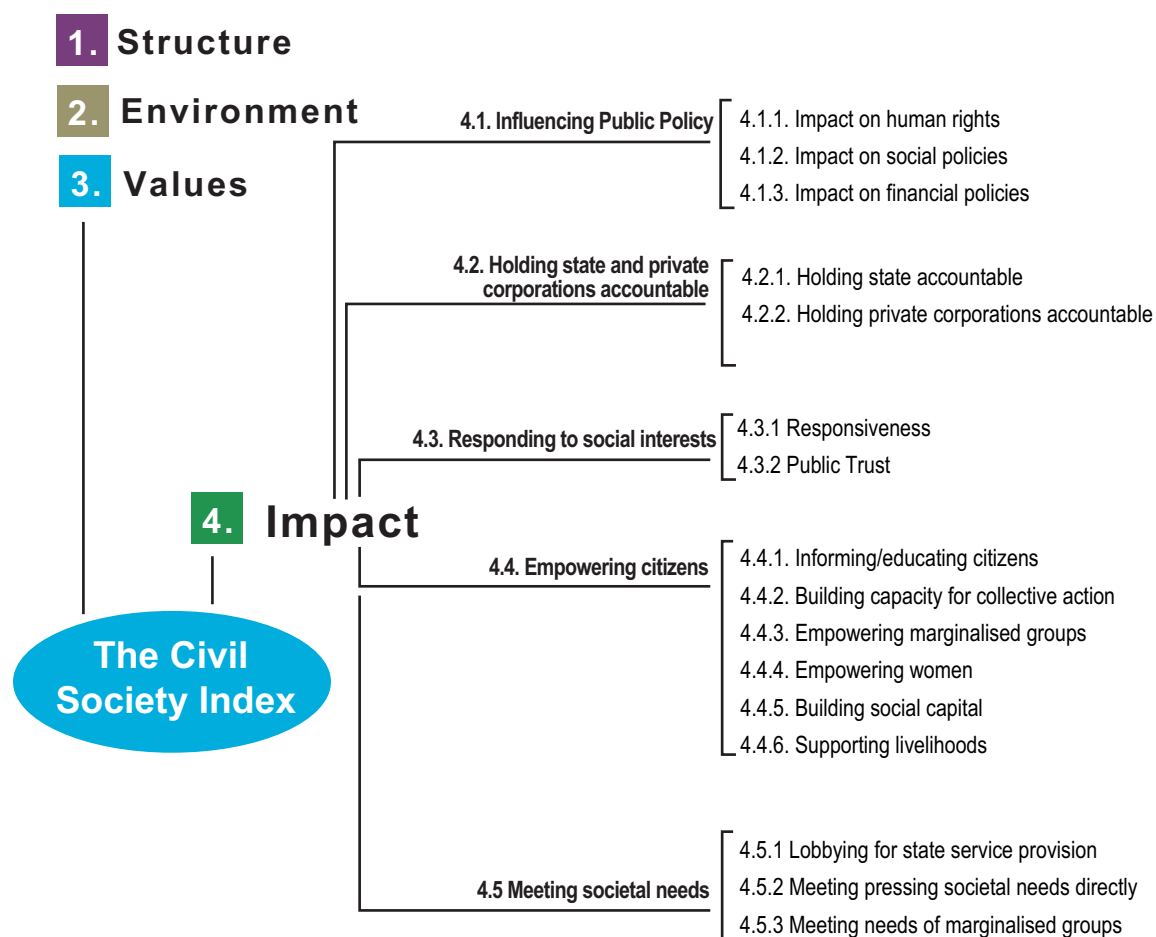 1. Structure
2. Environment
3. Values
4.1. Influencing Public Policy
4.1.1. Impact on human rights
4.1.2. Impact on social policies
4.1.3. Impact on financial policies
4.2. Holding state and private
corporations accountable
4.2.1. Holding state accountable
4.2.2. Holding private corporations accountable
4.3. Responding to social interests
4.3.1 Responsiveness
4.3.2 Public Trust
4. Impact
4.4. Empowering citizens
4.4.1. Informing/educating citizens
4.4.2. Building capacity for collective action
4.4.3. Empowering marginalised groups
4.4.4. Empowering women
4.4.5. Building social capital
4.4.6. Supporting livelihoods
The Civil
Society Index
4.5 Meeting societal needs
4.5.1 Lobbying for state service provision
4.5.2 Meeting pressing societal needs directly
4.5.3 Meeting needs of marginalised groups